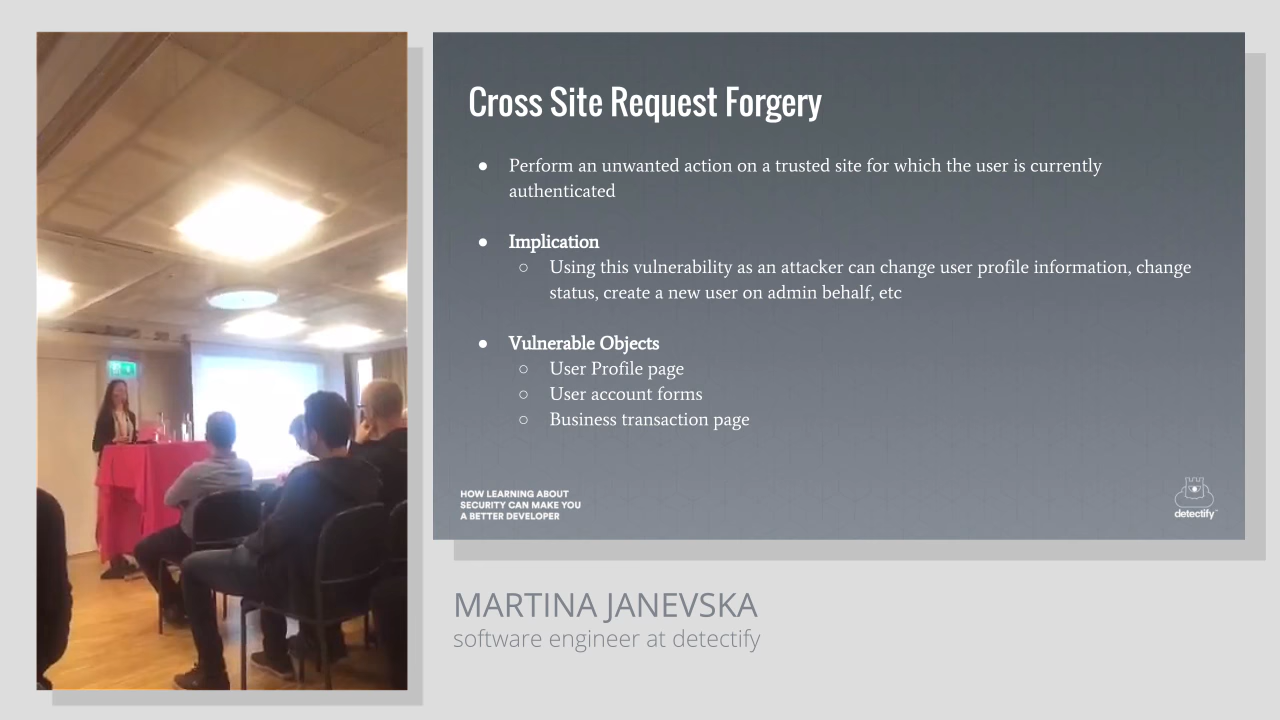 Cross Site Request Forgery
● Perform an unwanted action on a trusted site for which the user is currently
authenticated
● Implication
○ Using this vulnerability as an attacker can change user profile information, change
status, create a new user on admin behalf, etc
● Vulnerable Objects
○ User Profile page
○ User account forms
○ Business transaction page
HOW LEARNING ABOUT
SECURITY CAN MAKE YOU
A BETTER DEVELOPER
detectify
MARTINA JANEVSKA
software engineer at detectify